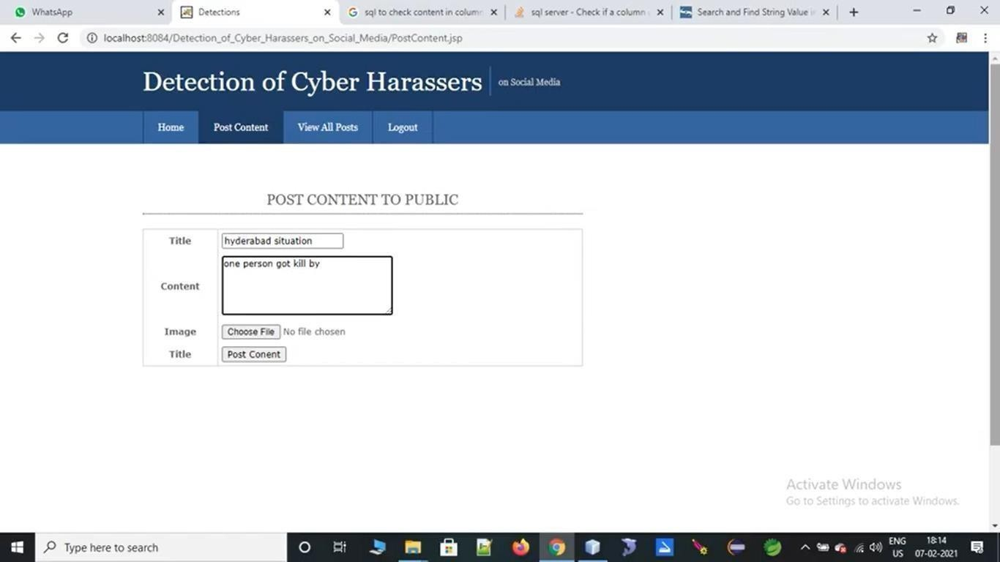 WhatsApp
Detections
sql to check content in column
sql server - Check if a column
Search and Find String Value i
localhost:8084/Detection_of_Cyber_Harassers_on_Social_Media/PostContent.jsp
Detection of Cyber Harassers
on Social Media
Home
Post Content
View All Posts
Logout
POST CONTENT TO PUBLIC
Title
hyderabad situation
Content
one person got kill by
Image
Choose File No file chosen
Title
Post Conent
Activate Windows
Go to Settings to activate Windows.
Type here to search
ENG
US
18:14
07-02-2021